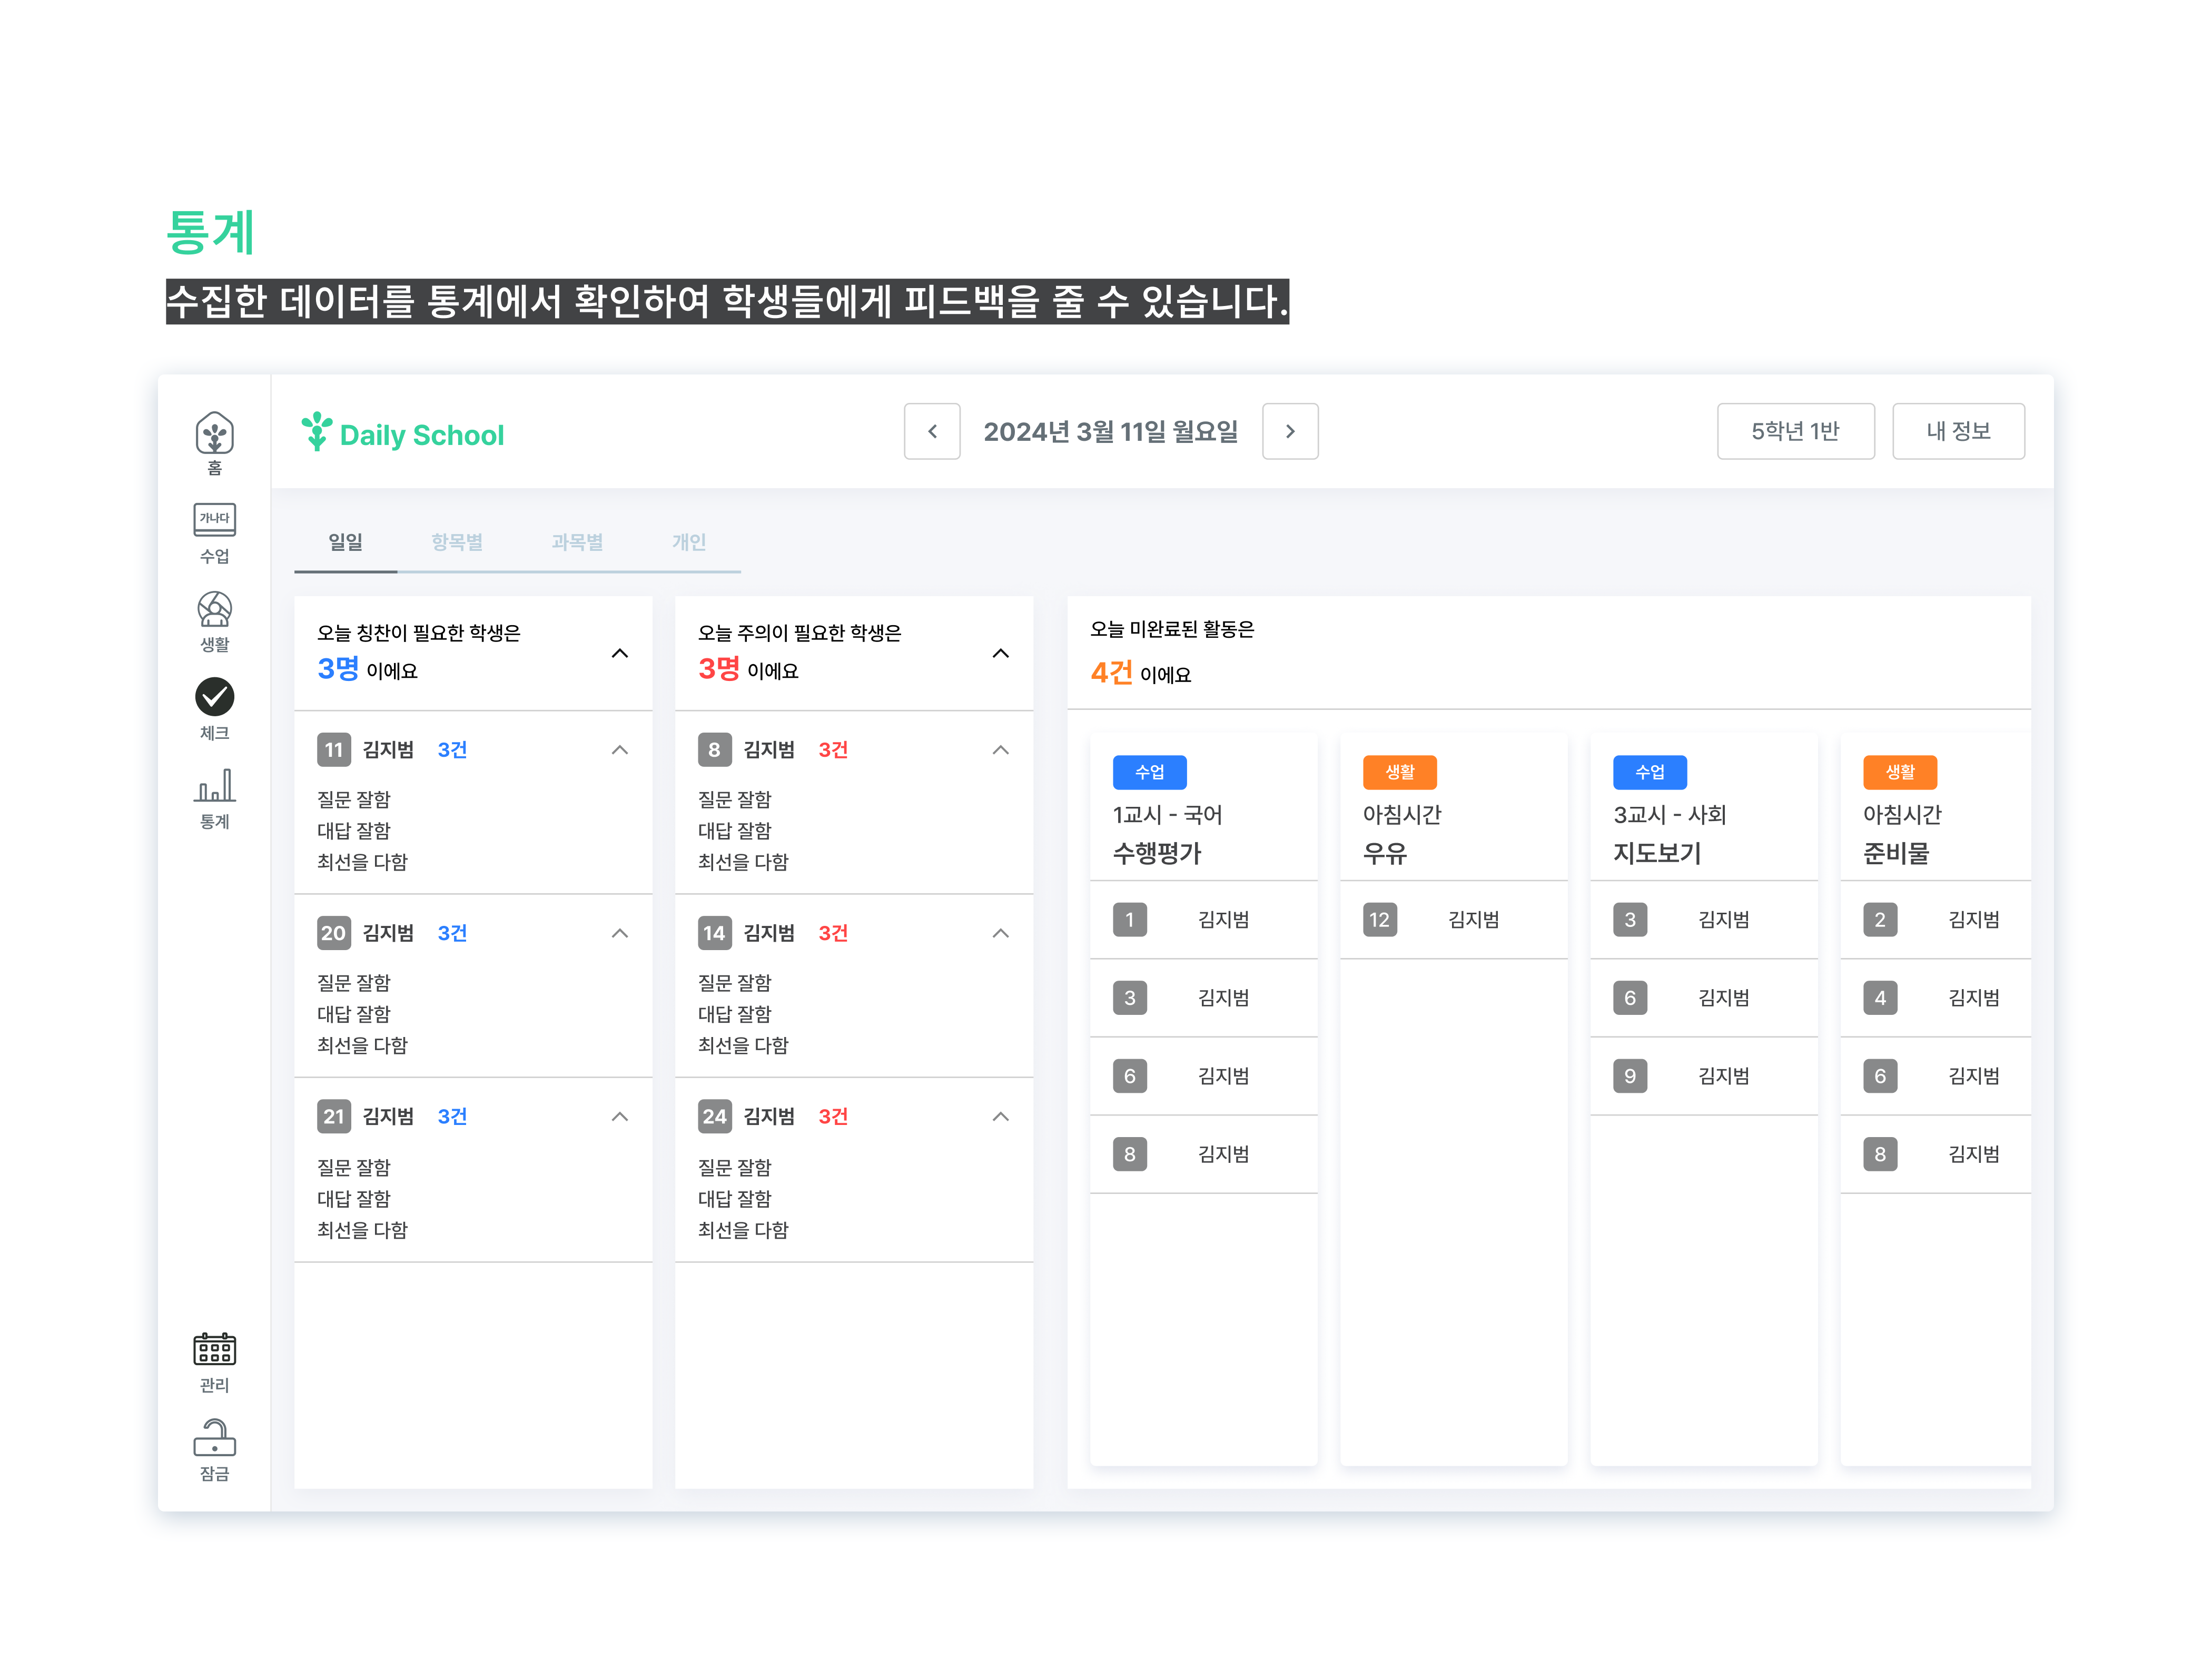 통계
수집한 데이터를 통계에서 확인하여 학생들에게 피드백을 줄 수 있습니다.
홈
가나다
수업
생활
체크
통계
관리
잠금
Daily School
2024년 3월 11일 월요일
5학년 1반
내 정보
일일 항목별 과목별 개인
오늘 칭찬이 필요한 학생은
3명 이에요
11 김지범 3건
질문 잘함
대답 잘함
최선을 다함
20 김지범 3건
질문 잘함
대답 잘함
최선을 다함
21 김지범 3건
질문 잘함
대답 잘함
최선을 다함
오늘 주의이 필요한 학생은
3명 이에요
8 김지범 3건
질문 잘함
대답 잘함
최선을 다함
14 김지범 3건
질문 잘함
대답 잘함
최선을 다함
24 김지범 3건
질문 잘함
대답 잘함
최선을 다함
오늘 미완료된 활동은
4건 이에요
수업
1교시 - 국어
수행평가
1 김지범
3 김지범
6 김지범
8 김지범
생활
아침시간
우유
12 김지범
수업
3교시 - 사회
지도보기
3 김지범
6 김지범
9 김지범
생활
아침시간
준비물
2 김지범
4 김지범
6 김지범
8 김지범